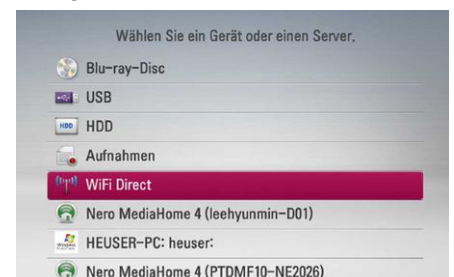 Wählen Sie ein Gerät oder einen Server.
Blu-ray-Disc
USB
HDD
HDD
Aufnahmen
WiFi Direct
Nero MediaHome 4 (leehyunmin-D01)
HEUSER-PC: heuser:
Nero MediaHome 4 (PTDMF10-NE2026)